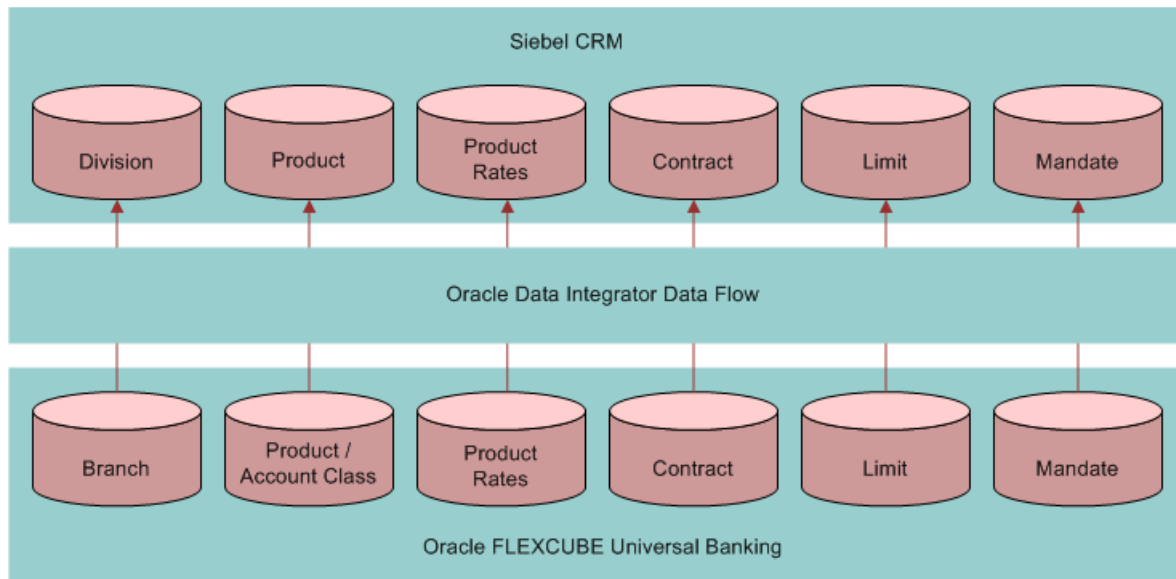 Siebel CRM
Division
Product
Product
Rates
Contract
Limit
Mandate
Oracle Data Integrator Data Flow
Branch
Product /
Account Class
Product
Rates
Contract
Limit
Mandate
Oracle FLEXCUBE Universal Banking